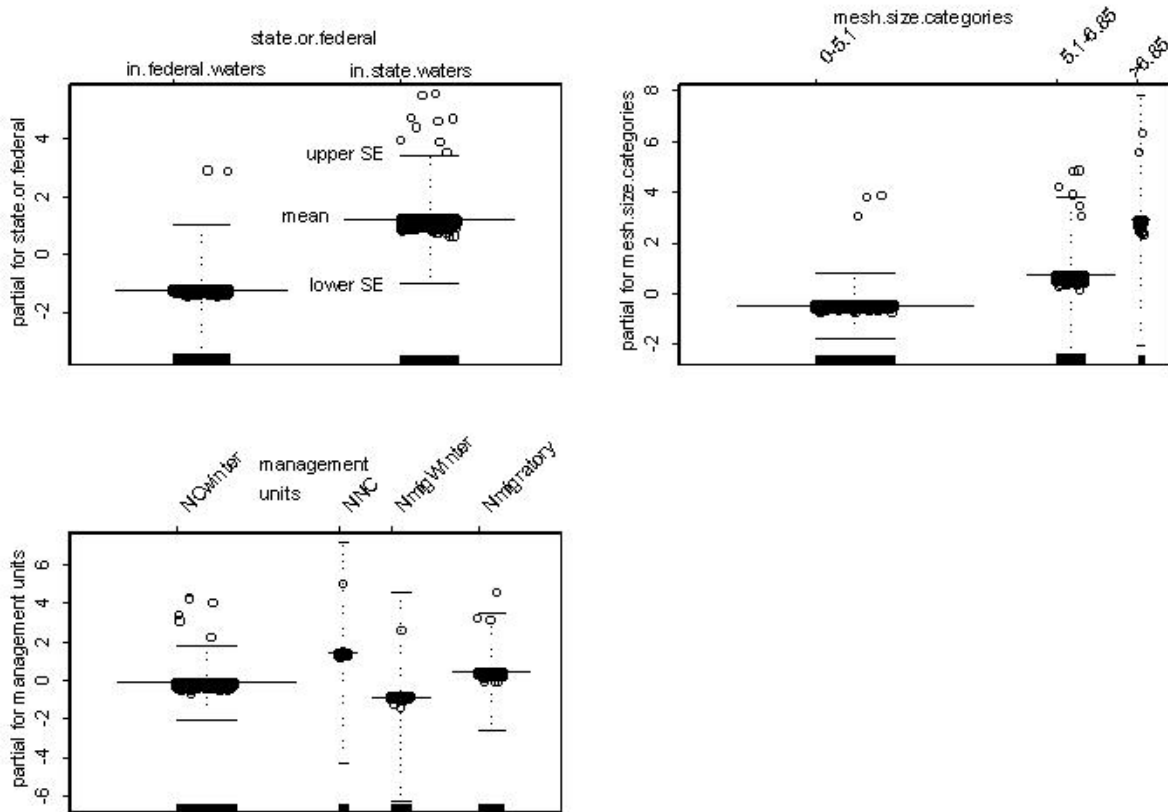 state.or.federal
in.federal.waters in.state.waters
partial for state.or.federal
4
2
0
-2
upper SE
mean
lower SE
mesh.size.categories
0-5.1 5.1-6.85 >6.85
partial for mesh.size.categories
8
6
4
2
0
-2
management
units
NCwinter NNC NmigWinter Nmigratory
partial for management units
6
4
2
0
-2
-4
-6